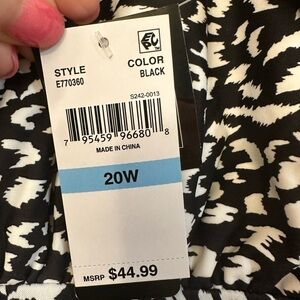 STYLE
E770360
COLOR
BLACK
S242-0013
7 95459 96680 8
MADE IN CHINA
20W
MSRP $44.99